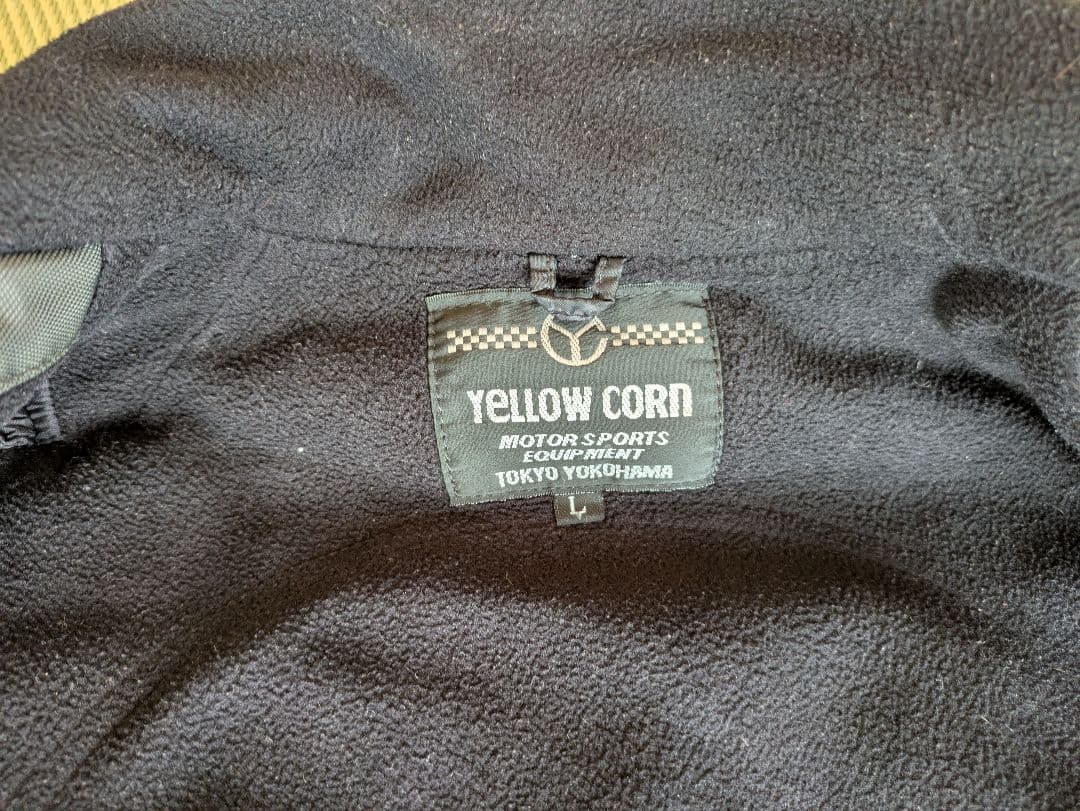 YELLOW CORN
MOTOR SPORTS
EQUIPMENT
TOKYO YOKOHAMA
L